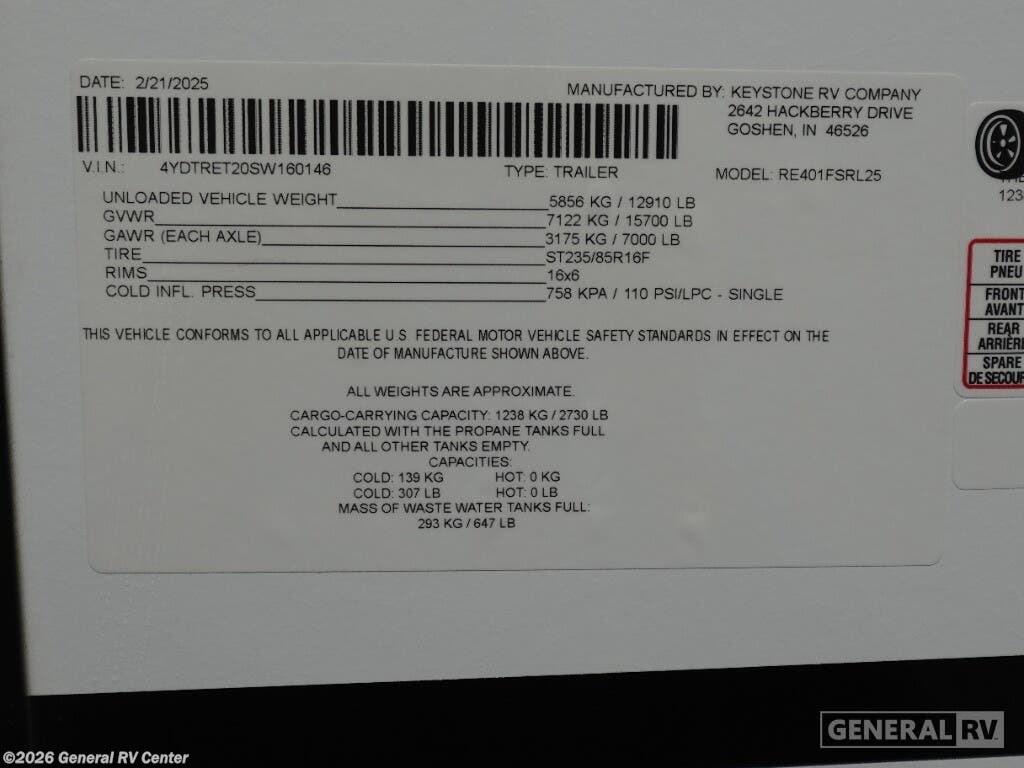 DATE: 2/21/2025
MANUFACTURED BY: KEYSTONE RV COMPANY
2642 HACKBERRY DRIVE
GOSHEN, IN 46526
V.I.N.: 4YDTRET20SW160146 TYPE: TRAILER MODEL: RE401FSRL25
UNLOADED VEHICLE WEIGHT 5856 KG / 12910 LB
GVWR 7122 KG / 15700 LB
GAWR (EACH AXLE) 3175 KG / 7000 LB
TIRE ST235/85R16F
RIMS 16x6
COLD INFL. PRESS 758 KPA / 110 PSI/LPC - SINGLE
THIS VEHICLE CONFORMS TO ALL APPLICABLE U.S. FEDERAL MOTOR VEHICLE SAFETY STANDARDS IN EFFECT ON THE
DATE OF MANUFACTURE SHOWN ABOVE.
ALL WEIGHTS ARE APPROXIMATE.
CARGO-CARRYING CAPACITY: 1238 KG / 2730 LB
CALCULATED WITH THE PROPANE TANKS FULL
AND ALL OTHER TANKS EMPTY.
CAPACITIES:
COLD: 139 KG HOT: 0 KG
COLD: 307 LB HOT: 0 LB
MASS OF WASTE WATER TANKS FULL:
293 KG / 647 LB
123
TIRE
PNEU
FRONT
AVANT
REAR
ARRIÈRE
SPARE
DE SECOUR
GENERAL RV
©2026 General RV Center